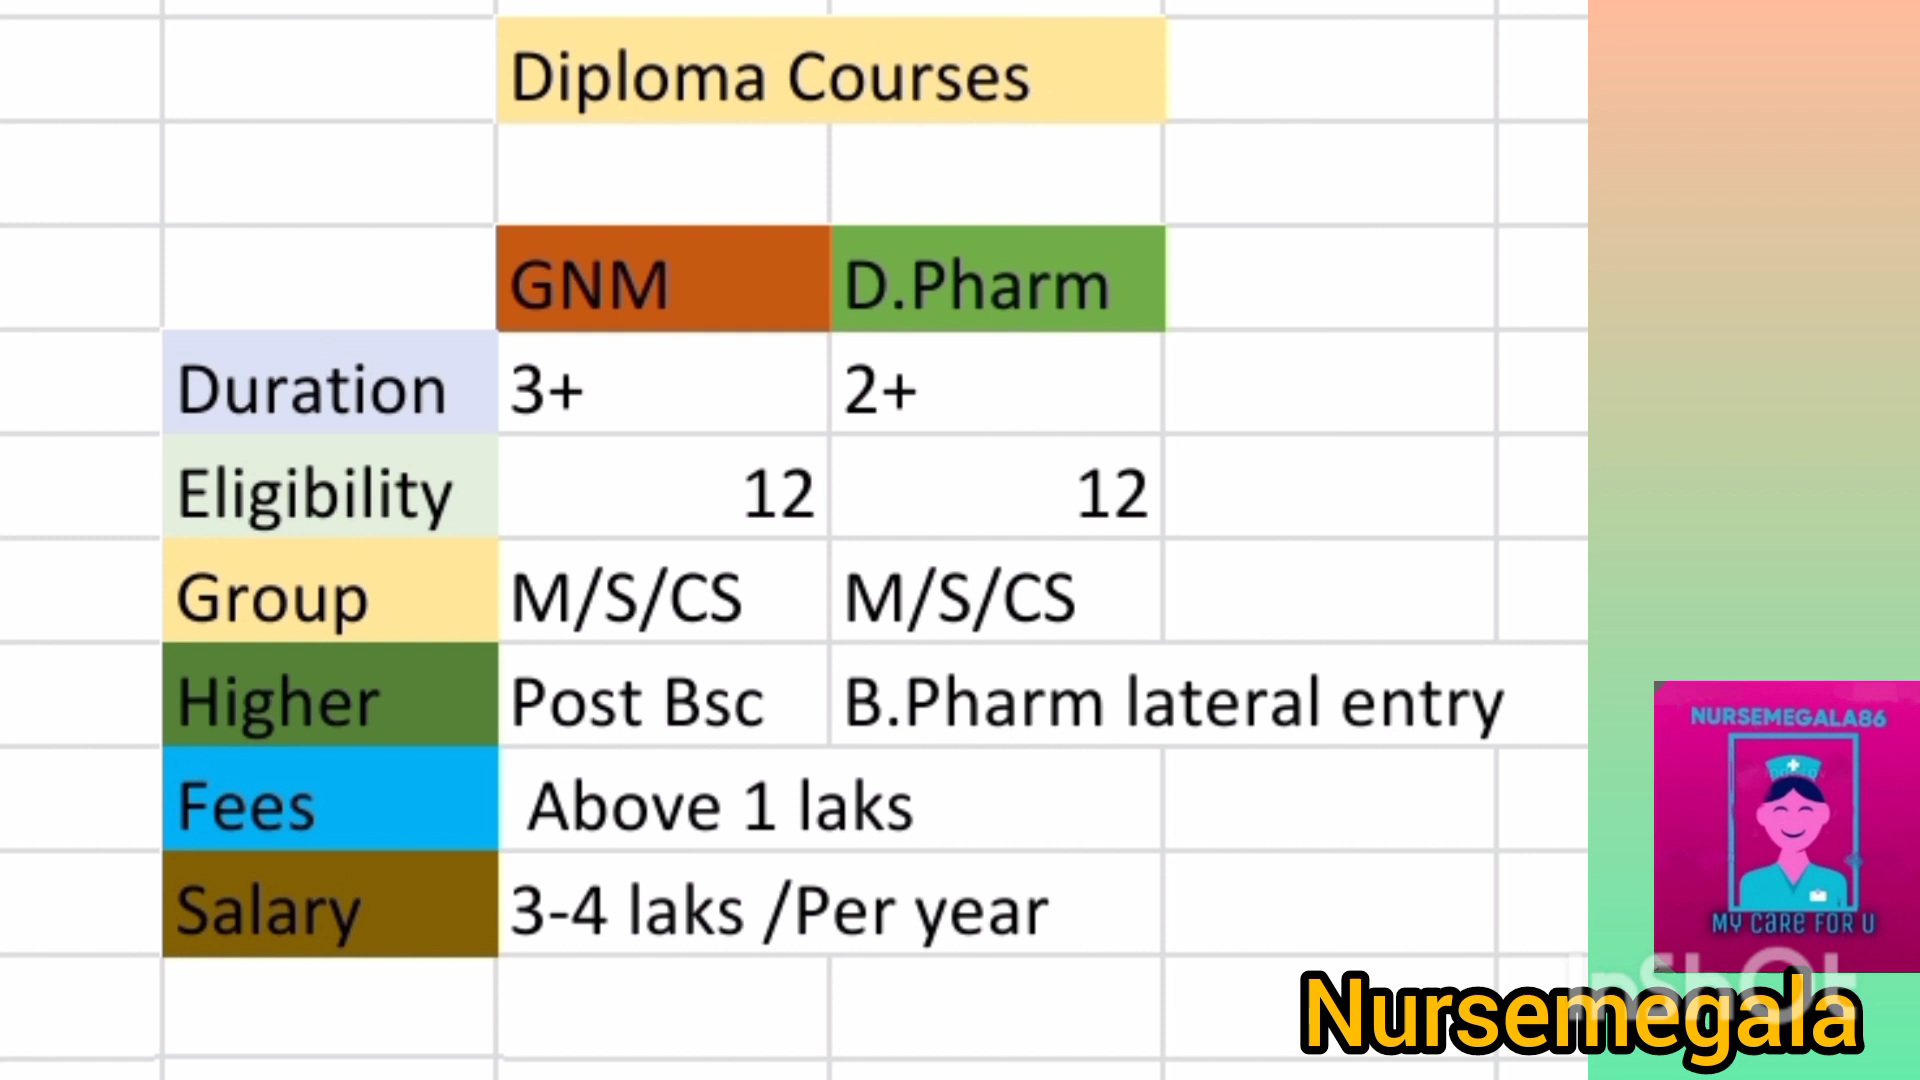 Diploma Courses
GNM D.Pharm
Duration 3+ 2+
Eligibility 12 12
Group M/S/CS M/S/CS
Higher Post Bsc B.Pharm lateral entry
Fees Above 1 laks
Salary 3-4 laks /Per year
NURSEMEGALA86
MY CARE FOR U
InShOt
Nursemegala